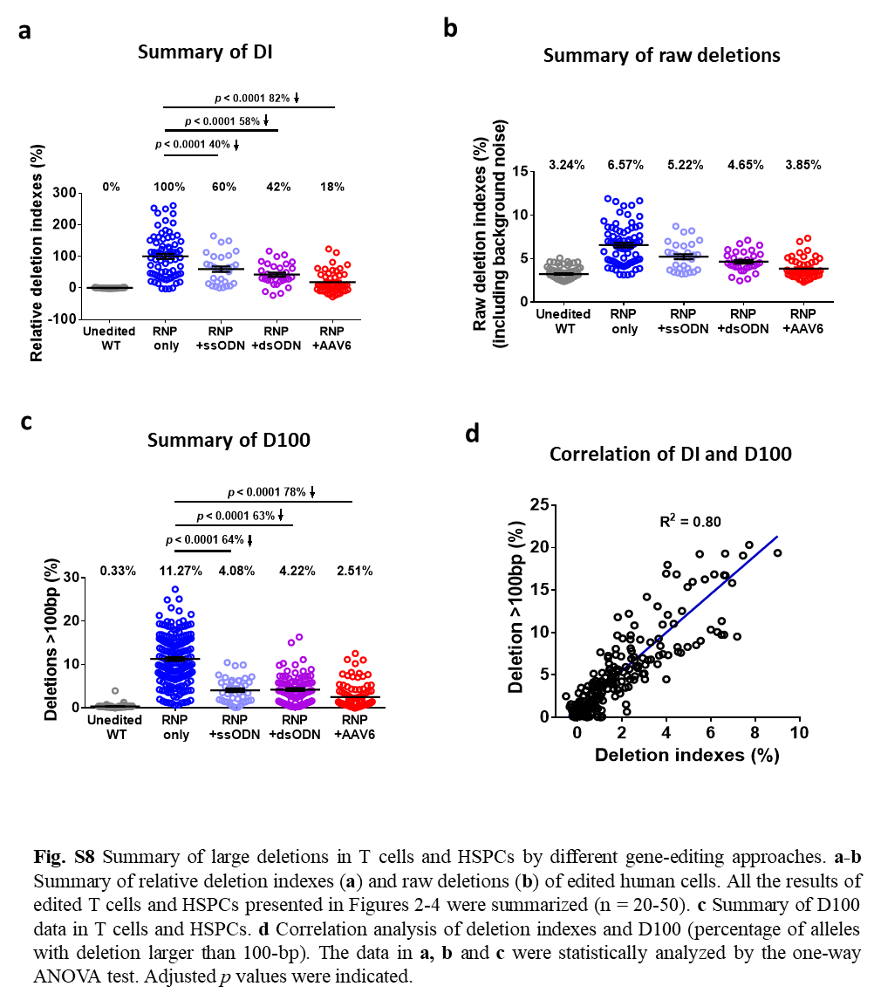 a
Summary of DI
p < 0.0001 82% ↓
p < 0.0001 58% ↓
p < 0.0001 40% ↓
0% 100% 60% 42% 18%
Relative deletion indexes (%)
300
200
100
0
-100
Unedited WT
RNP only
RNP +ssODN
RNP +dsODN
RNP +AAV6
b
Summary of raw deletions
3.24% 6.57% 5.22% 4.65% 3.85%
Raw deletion indexes (%)
(including background noise)
15
10
5
0
Unedited WT
RNP only
RNP +ssODN
RNP +dsODN
RNP +AAV6
c
Summary of D100
p < 0.0001 78% ↓
p < 0.0001 63% ↓
p < 0.0001 64% ↓
0.33% 11.27% 4.08% 4.22% 2.51%
Deletions >100bp (%)
30
20
10
0
Unedited WT
RNP only
RNP +ssODN
RNP +dsODN
RNP +AAV6
d
Correlation of DI and D100
R² = 0.80
Deletion >100bp (%)
25
20
15
10
5
0
0 2 4 6 8 10
Deletion indexes (%)
Fig. S8 Summary of large deletions in T cells and HSPCs by different gene-editing approaches. a-b
Summary of relative deletion indexes (a) and raw deletions (b) of edited human cells. All the results of
edited T cells and HSPCs presented in Figures 2-4 were summarized (n = 20-50). c Summary of D100
data in T cells and HSPCs. d Correlation analysis of deletion indexes and D100 (percentage of alleles
with deletion larger than 100-bp). The data in a, b and c were statistically analyzed by the one-way
ANOVA test. Adjusted p values were indicated.